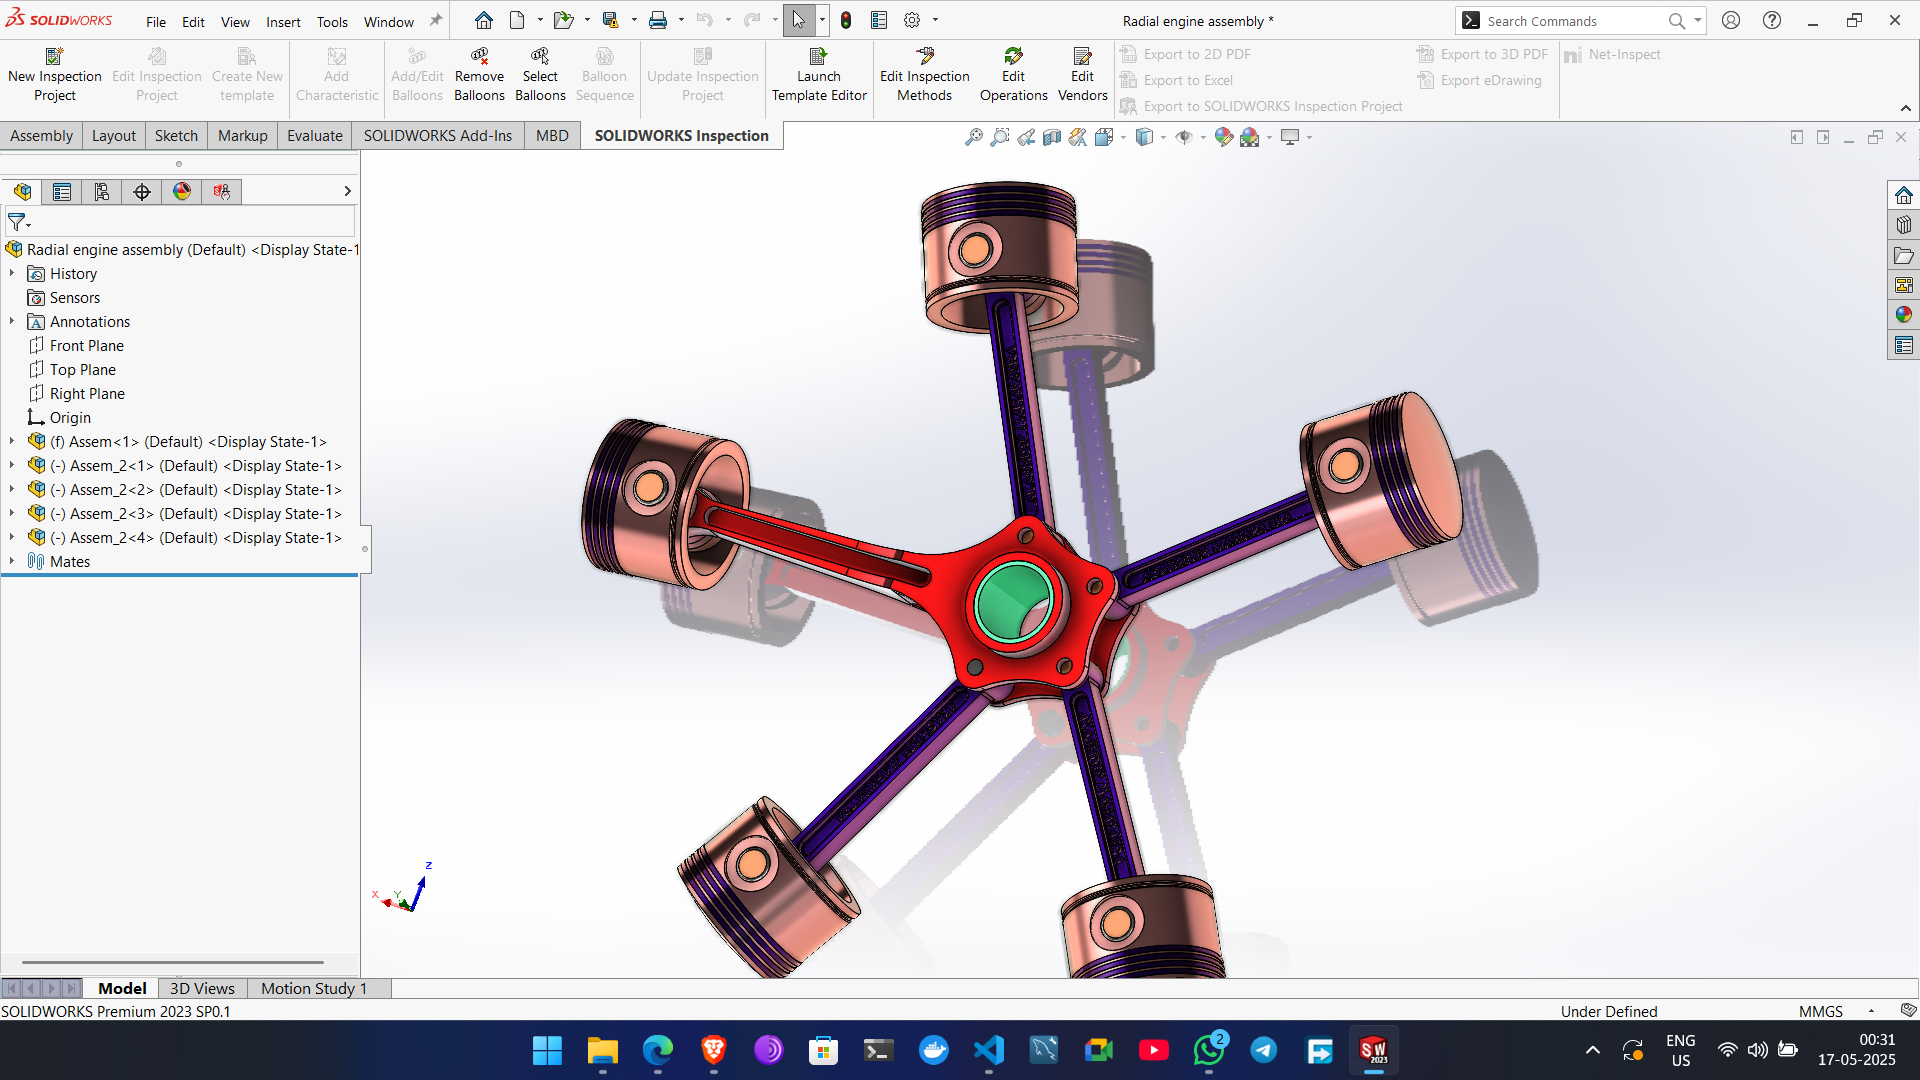 SOLIDWORKS File Edit View Insert Tools Window Radial engine assembly * Search Commands
New Inspection Project
Edit Inspection Project
Create New template
Add Characteristic
Add/Edit Balloons
Remove Balloons
Select Balloons
Balloon Sequence
Update Inspection Project
Launch Template Editor
Edit Inspection Methods
Edit Operations
Edit Vendors
Export to 2D PDF
Export to Excel
Export to SOLIDWORKS Inspection Project
Export to 3D PDF
Export eDrawing
Net-Inspect
Assembly Layout Sketch Markup Evaluate SOLIDWORKS Add-Ins MBD SOLIDWORKS Inspection
Radial engine assembly (Default) <Display State-1
History
Sensors
Annotations
Front Plane
Top Plane
Right Plane
Origin
(f) Assem<1> (Default) <Display State-1>
(-) Assem_2<1> (Default) <Display State-1>
(-) Assem_2<2> (Default) <Display State-1>
(-) Assem_2<3> (Default) <Display State-1>
(-) Assem_2<4> (Default) <Display State-1>
Mates
Z
X
Y
Model 3D Views Motion Study 1
SOLIDWORKS Premium 2023 SP0.1 Under Defined MMGS
2
SW 2023
ENG
US
00:31
17-05-2025